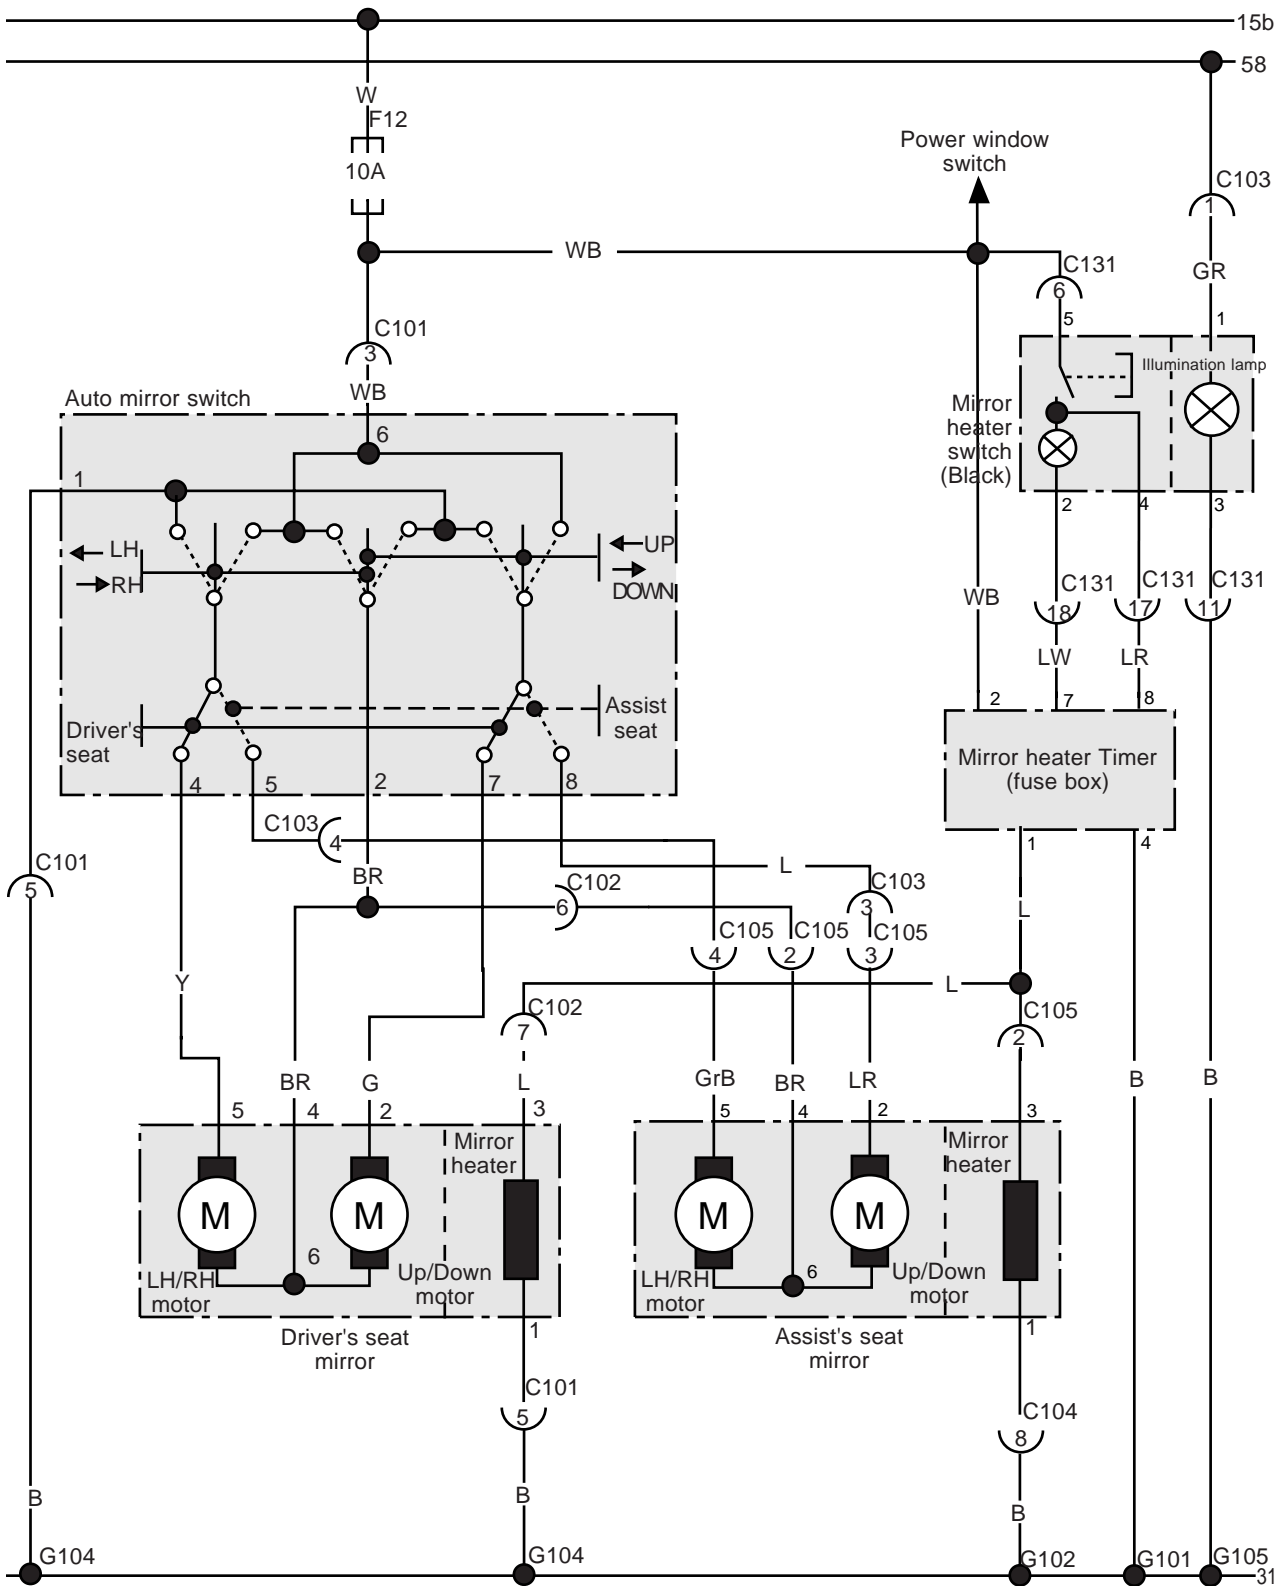 15b
58
W
F12
10A
Power window
switch
C103
1
WB
C131
6
GR
C101
3
5
1
WB
Illumination lamp
Auto mirror switch
Mirror
heater
switch
(Black)
6
1
2
4
3
LH
RH
UP
DOWN
WB
C131
18
C131
17
C131
11
LW
LR
Driver's
seat
Assist
seat
2
7
8
4
5
2
7
8
Mirror heater Timer
(fuse box)
C103
4
1
4
C101
5
BR
C102
6
L
C103
3
L
C105
4
C105
2
C105
3
Y
L
C102
7
C105
2
BR
G
L
GrB
BR
LR
B
B
5
4
2
3
5
4
2
3
Mirror
heater
Mirror
heater
M
M
M
M
6
6
LH/RH
motor
Up/Down
motor
LH/RH
motor
Up/Down
motor
1
1
Driver's seat
mirror
Assist's seat
mirror
C101
5
C104
8
B
B
B
G104
G104
G102
G101
G105
31